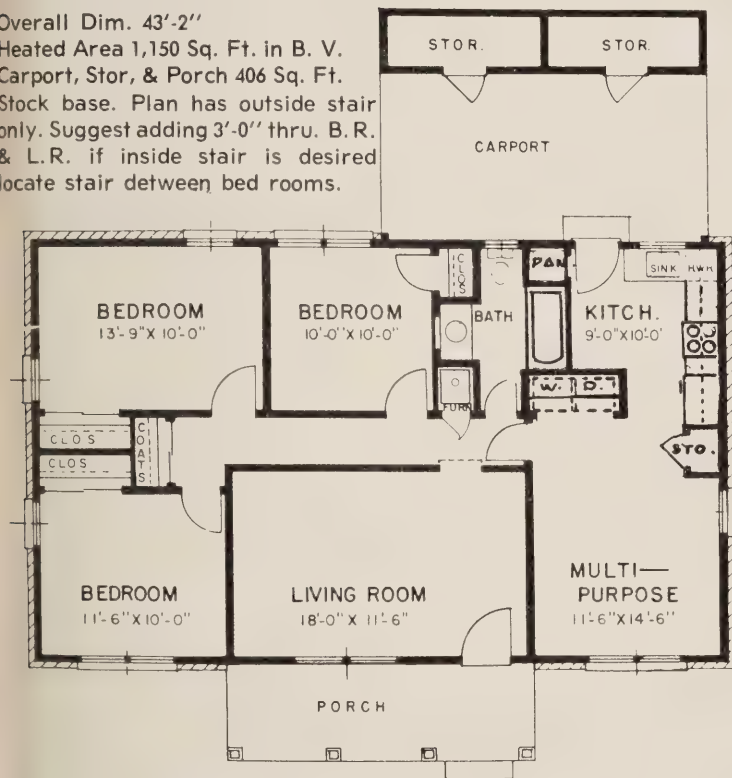 Overall Dim. 43'-2''
Heated Area 1,150 Sq. Ft. in B. V.
Carport, Stor, & Porch 406 Sq. Ft.
Stock base. Plan has outside stair
only. Suggest adding 3'-0'' thru. B.R.
& L.R. if inside stair is desired
locate stair detween bed rooms.
STOR.
STOR.
CARPORT
BEDROOM
13'-9"X 10'-0"
BEDROOM
10'-0"X 10'-0"
CLOS
BATH
PAN.
KITCH.
9'-0"X10'-0'
SINK
H.W.H.
W.
D.
FURN
STO.
CLOS
CLOS
COATS
BEDROOM
11'-6"X 10'-0"
LIVING ROOM
18'-0" X 11'-6"
MULTI—
PURPOSE
11'-6"X14'-6"
PORCH